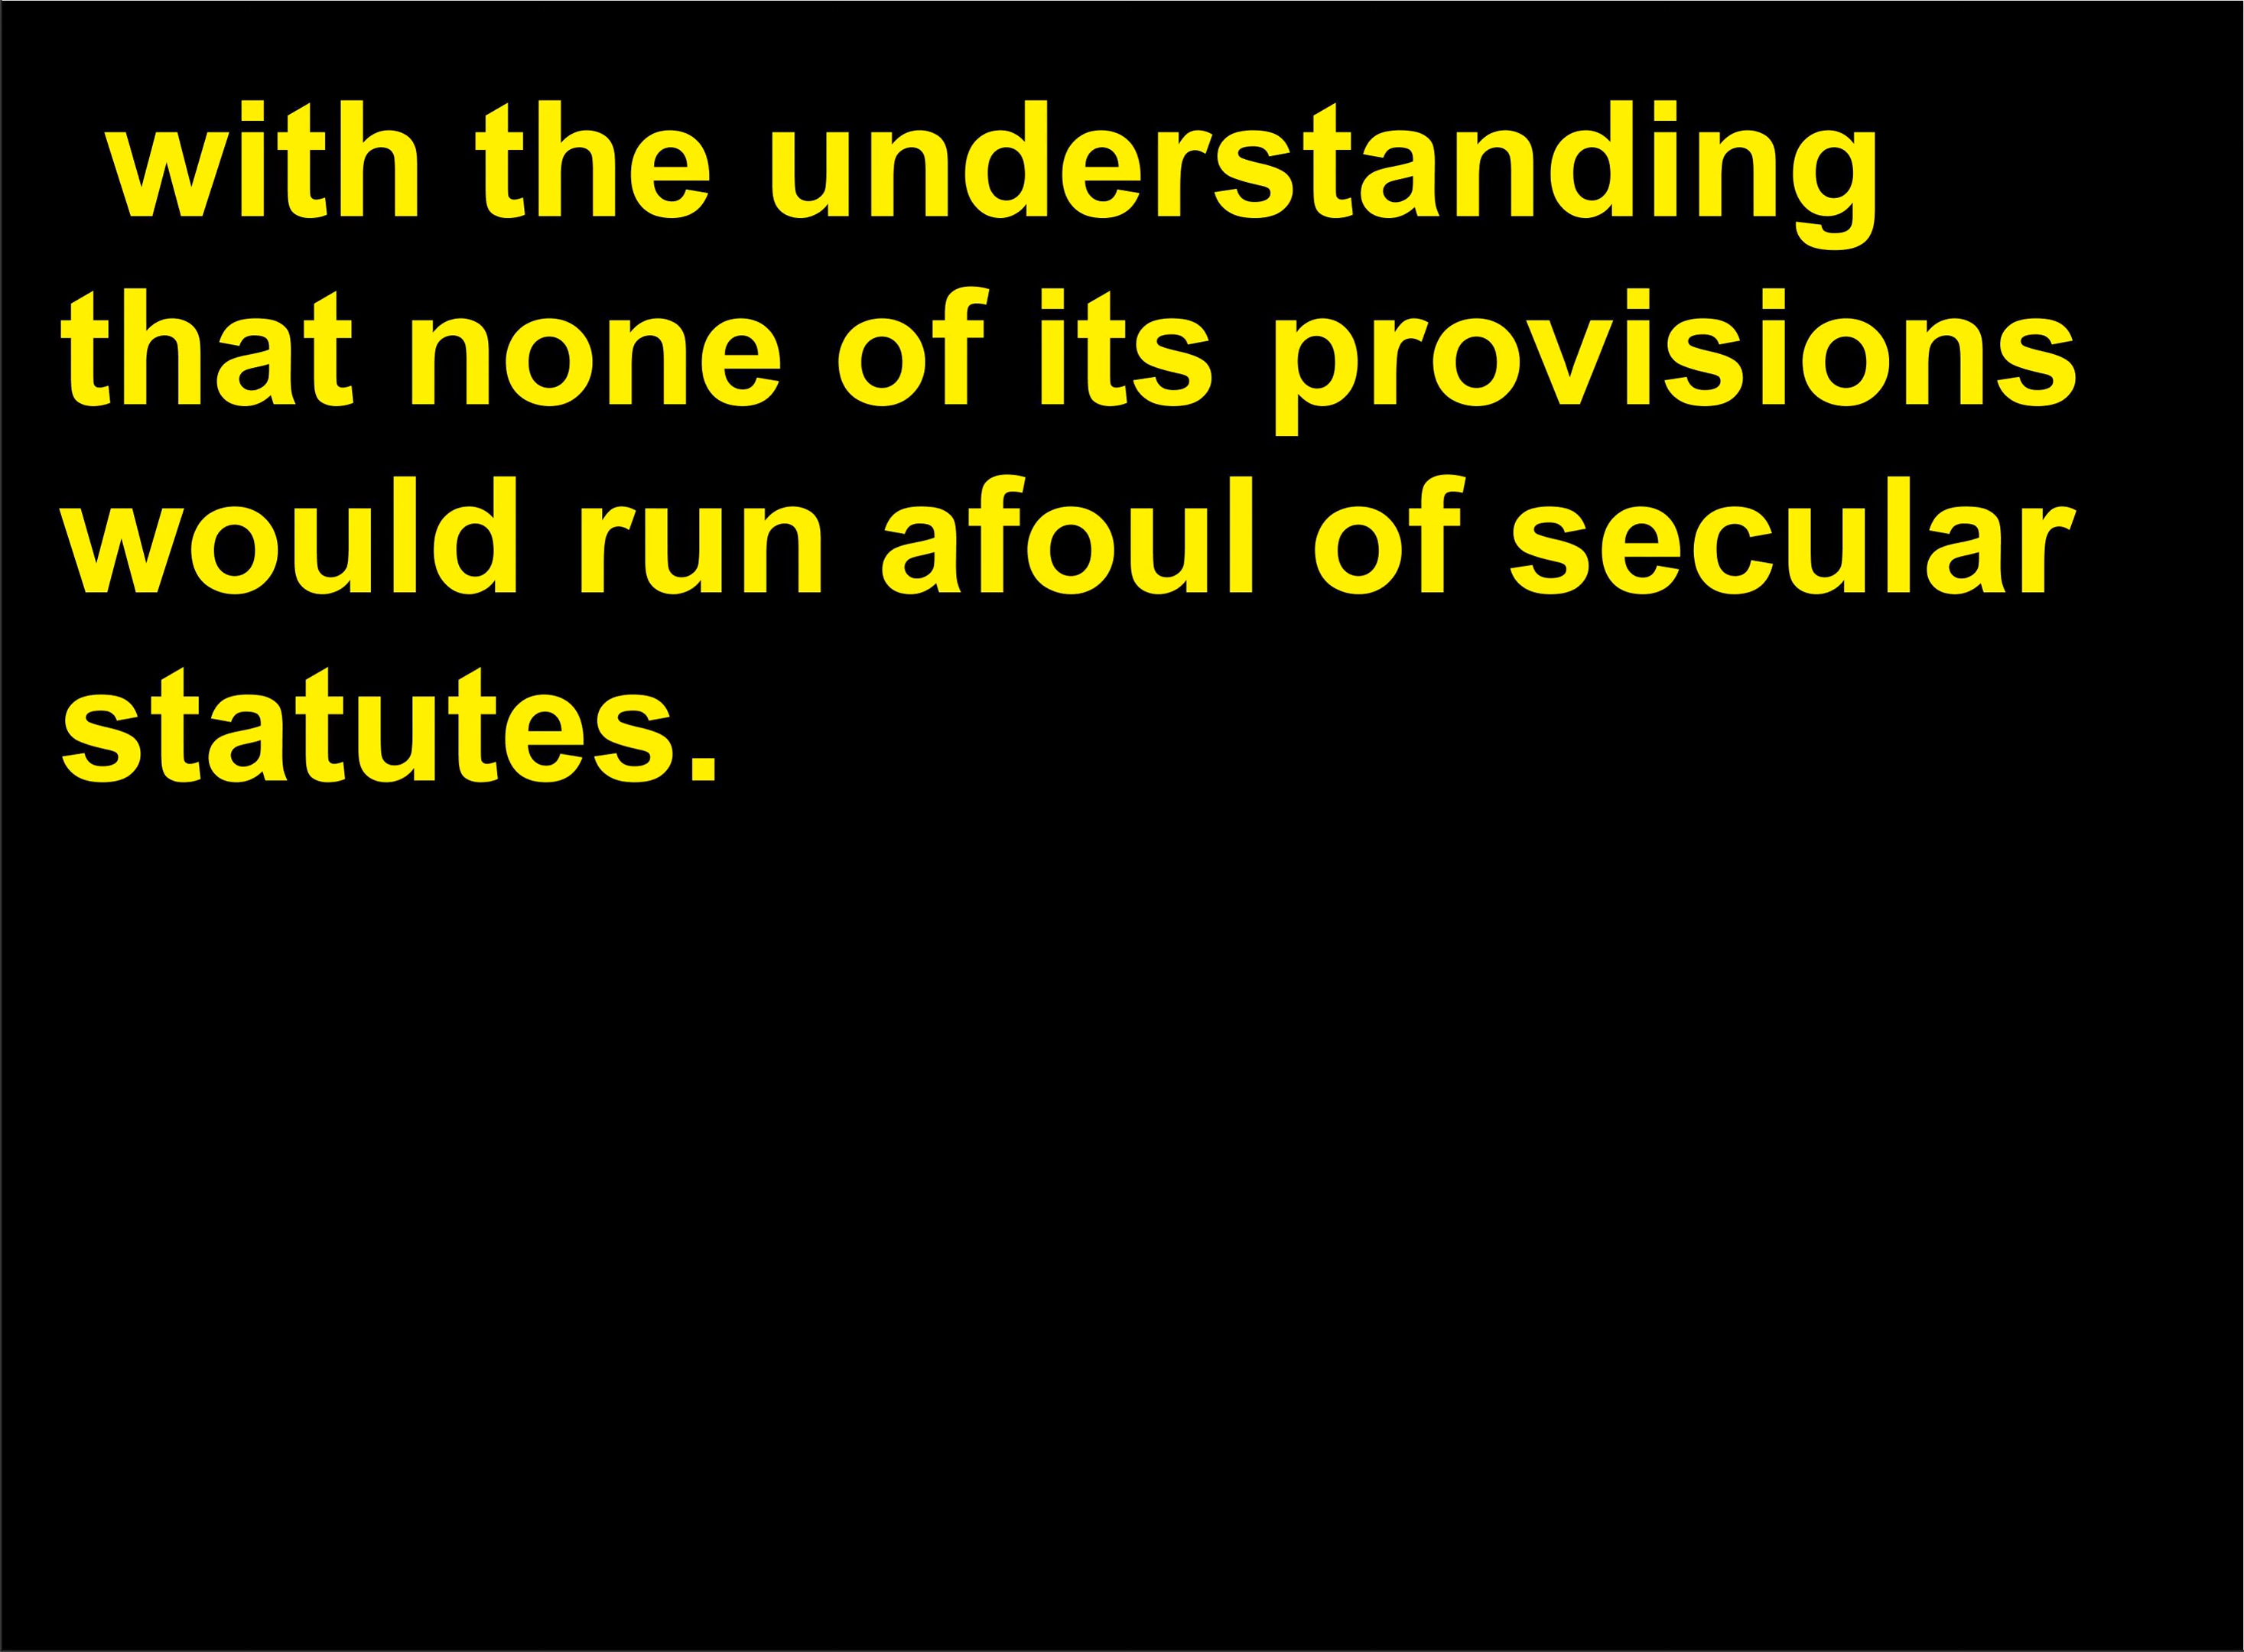 with the understanding
that none of its provisions
would run afoul of secular
statutes.